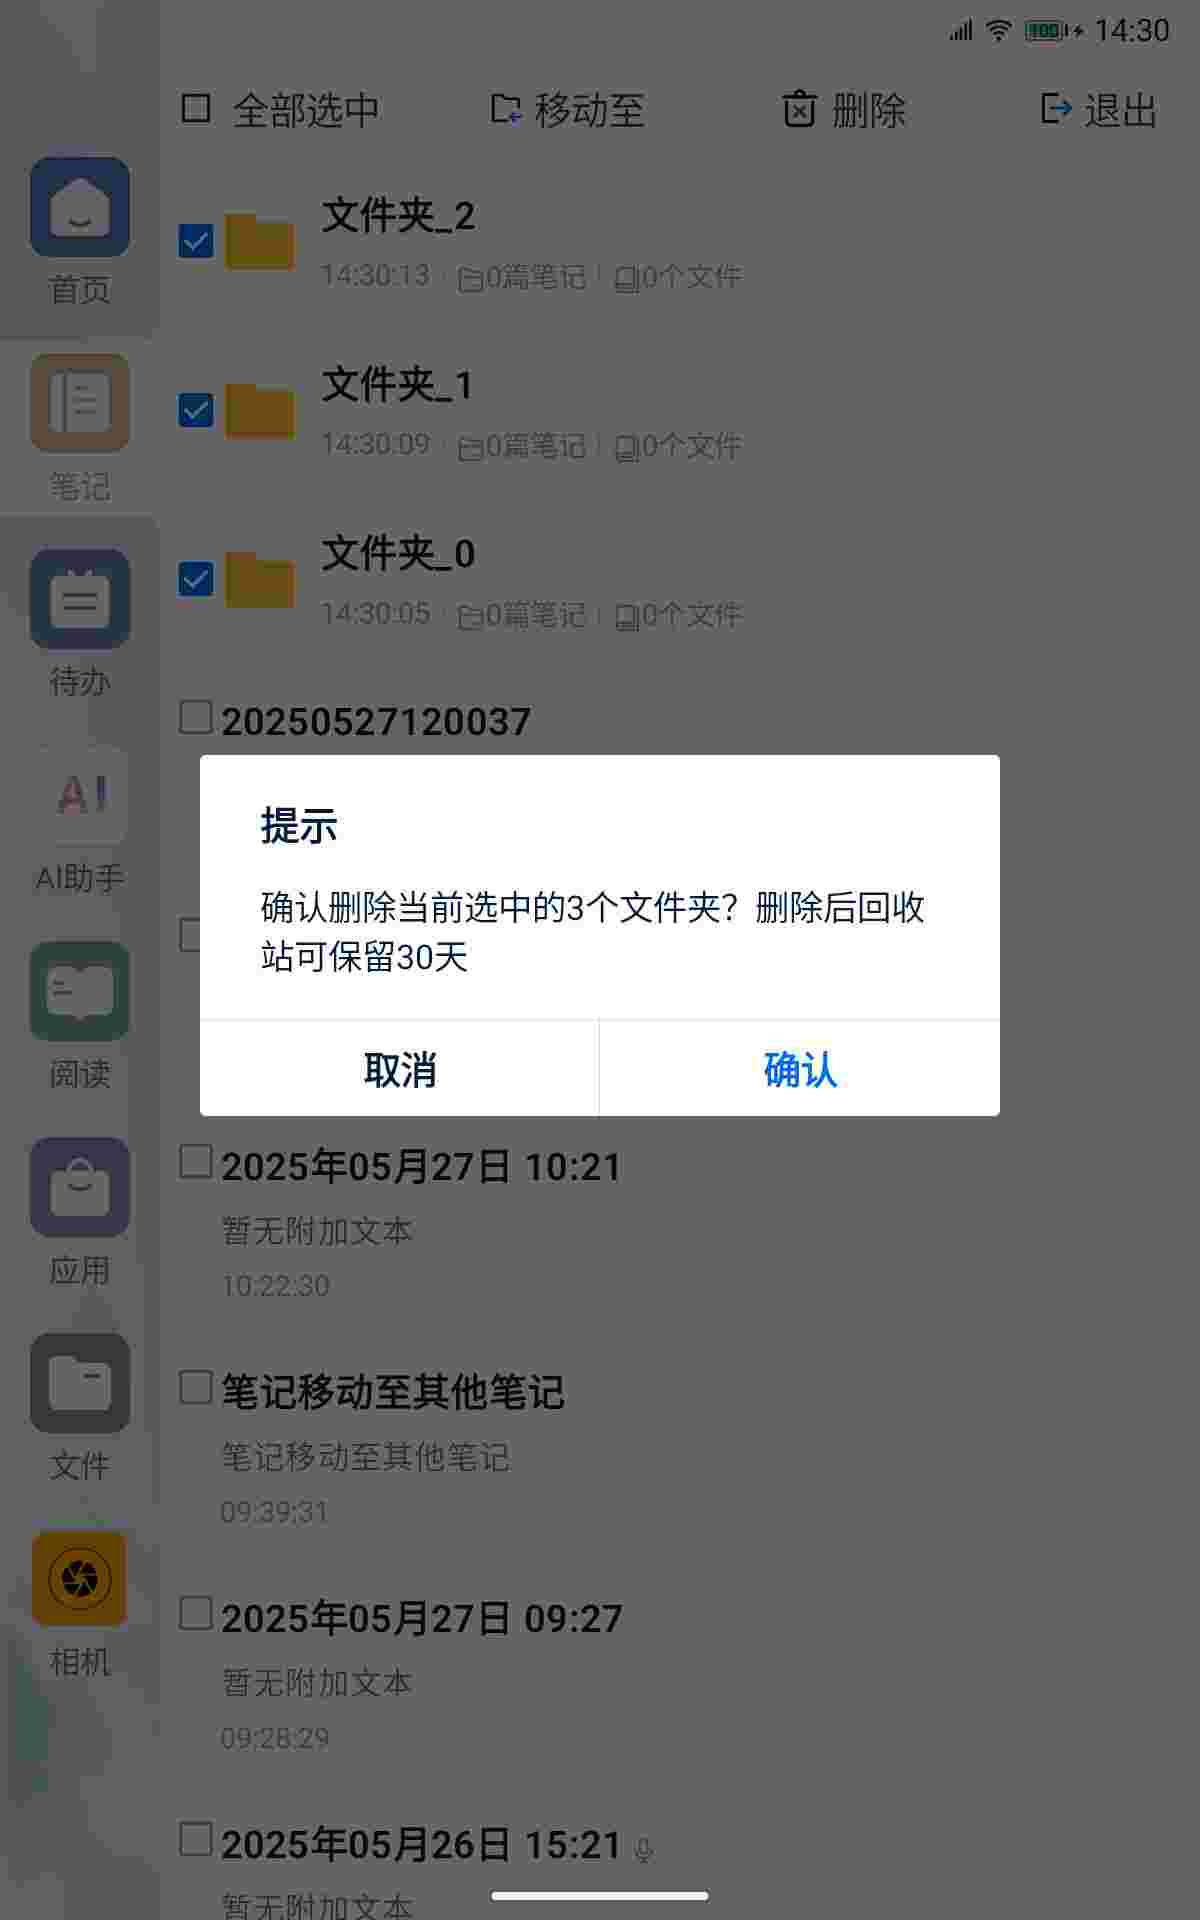 100 14:30
全部选中 移动至 删除 退出
首页
笔记
待办
AI
AI助手
阅读
应用
文件
相机
文件夹_2
14:30:13 0篇笔记 0个文件
文件夹_1
14:30:09 0篇笔记 0个文件
文件夹_0
14:30:05 0篇笔记 0个文件
20250527120037
提示
确认删除当前选中的3个文件夹？删除后回收
站可保留30天
取消 确认
2025年05月27日 10:21
暂无附加文本
10:22:30
笔记移动至其他笔记
笔记移动至其他笔记
09:39:31
2025年05月27日 09:27
暂无附加文本
09:28:29
2025年05月26日 15:21
暂无附加文本